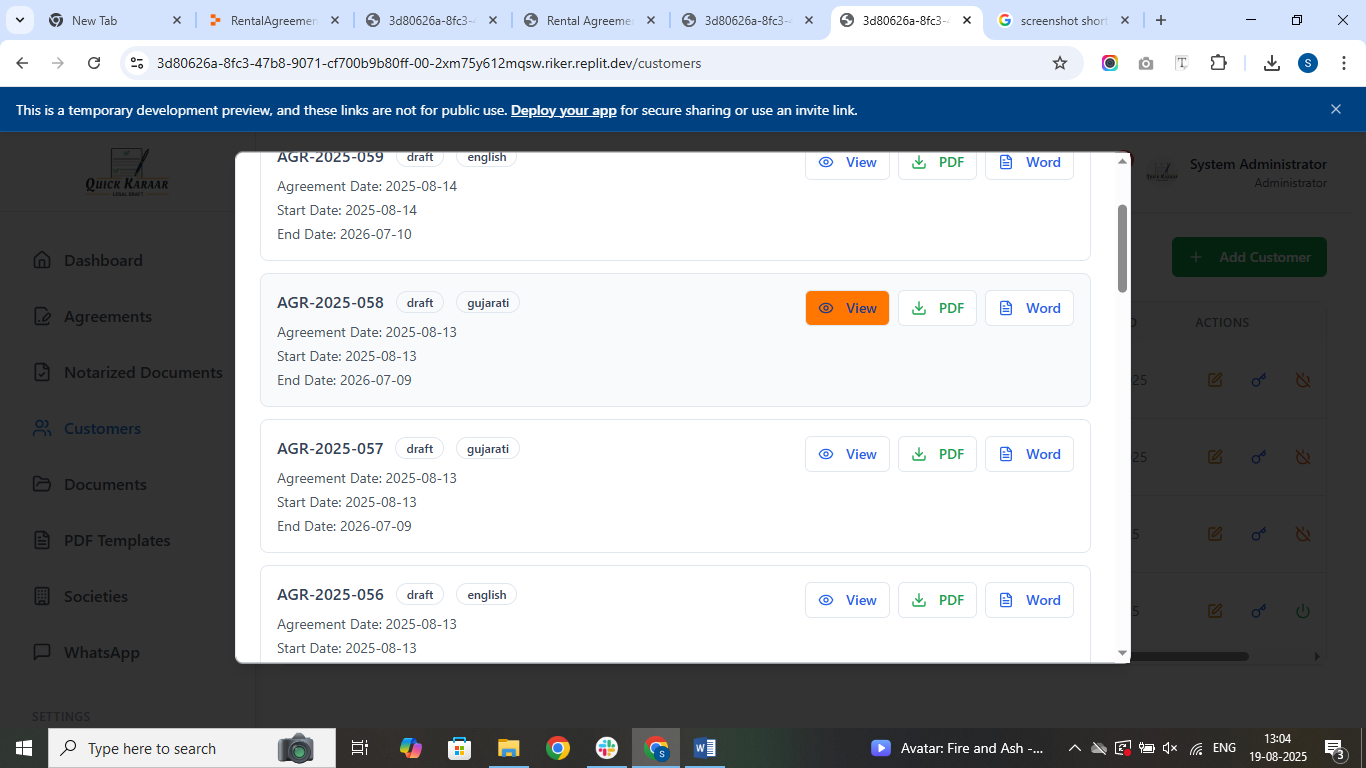 New Tab
RentalAgreemen
3d80626a-8fc3-4
Rental Agreeme
3d80626a-8fc3-4
3d80626a-8fc3-4
screenshot short
3d80626a-8fc3-47b8-9071-cf700b9b80ff-00-2xm75y612mqsw.riker.replit.dev/customers
S
This is a temporary development preview, and these links are not for public use. Deploy your app for secure sharing or use an invite link.
QUICK KARAAR
LEGAL DRAFT
System Administrator
Administrator
Dashboard
Agreements
Notarized Documents
Customers
Documents
PDF Templates
Societies
WhatsApp
SETTINGS
Add Customer
ACTIONS
AGR-2025-059 draft english View PDF Word
Agreement Date: 2025-08-14
Start Date: 2025-08-14
End Date: 2026-07-10
AGR-2025-058 draft gujarati View PDF Word
Agreement Date: 2025-08-13
Start Date: 2025-08-13
End Date: 2026-07-09
AGR-2025-057 draft gujarati View PDF Word
Agreement Date: 2025-08-13
Start Date: 2025-08-13
End Date: 2026-07-09
AGR-2025-056 draft english View PDF Word
Agreement Date: 2025-08-13
Start Date: 2025-08-13
25
25
5
5
Type here to search
Avatar: Fire and Ash -...
ENG
13:04
19-08-2025
3